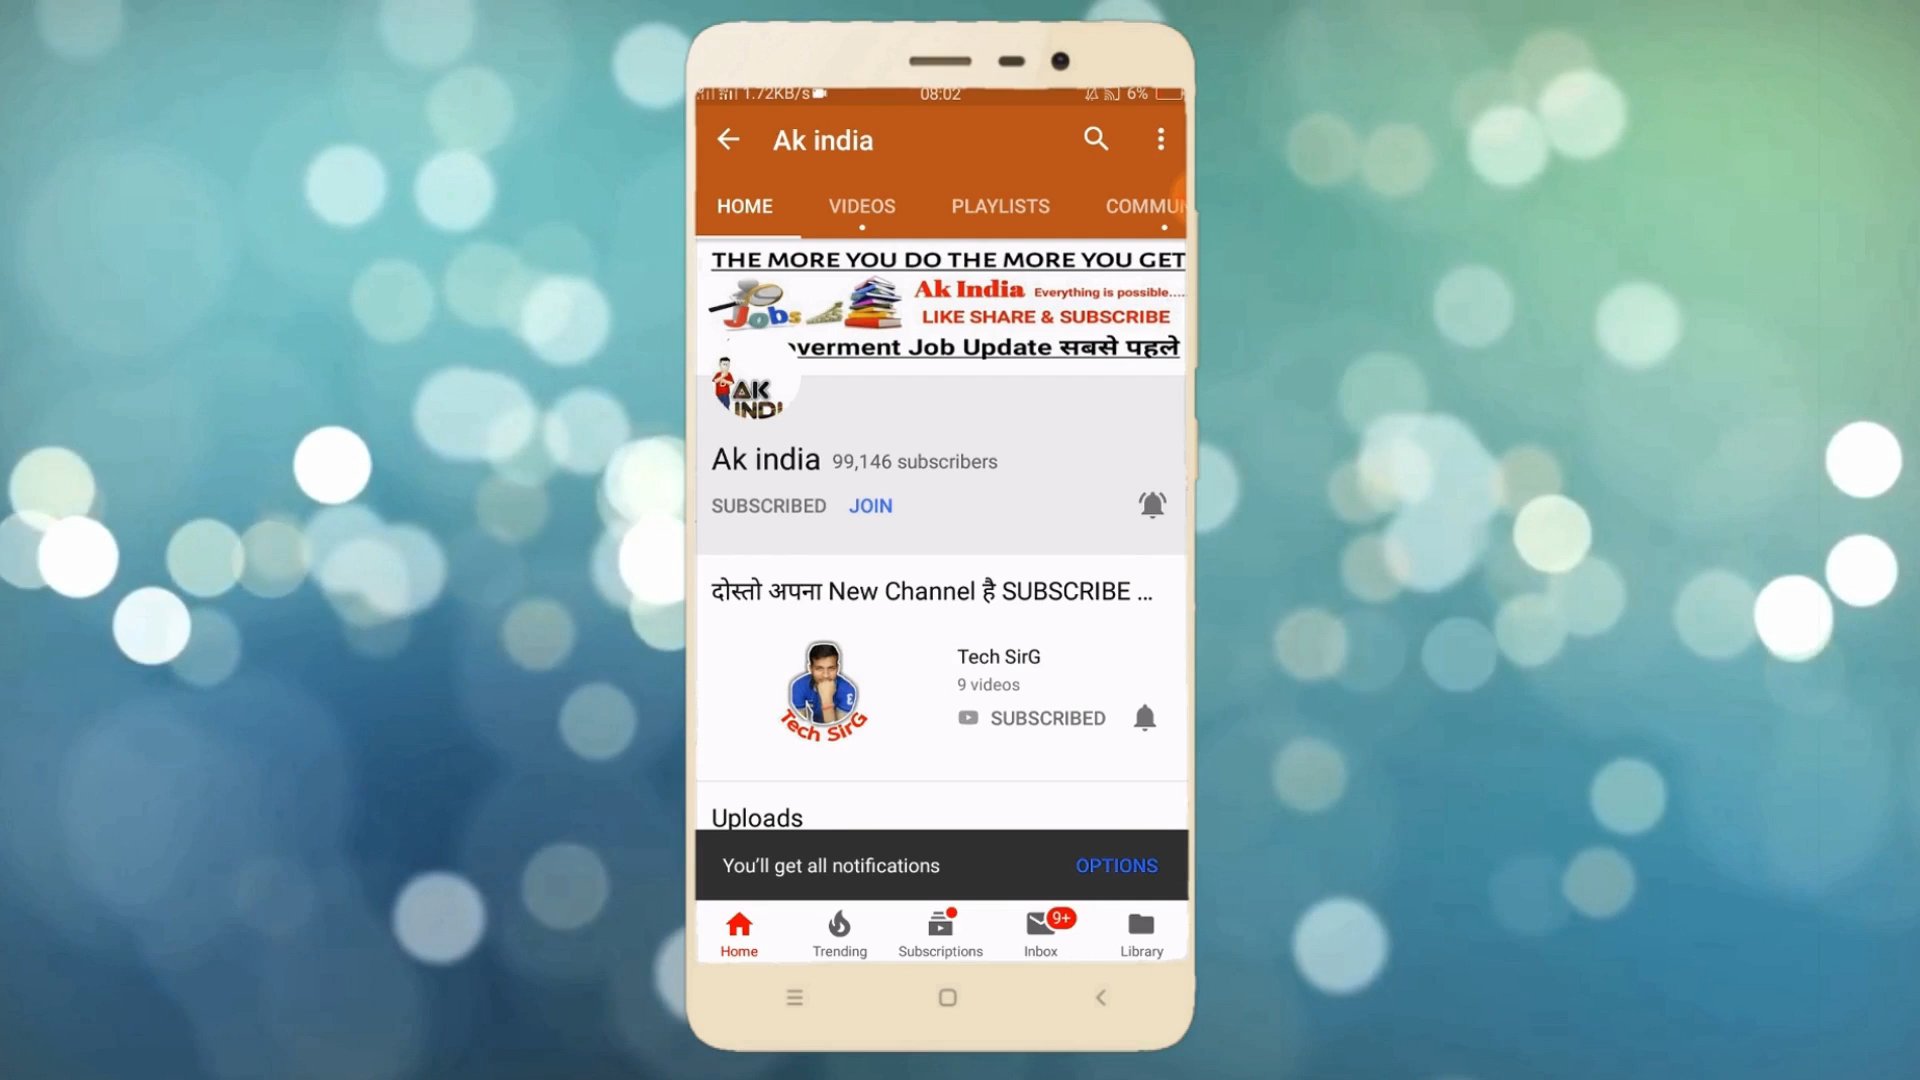 1.72KB/s 08:02 6%
Ak india
HOME VIDEOS PLAYLISTS COMMUN
THE MORE YOU DO THE MORE YOU GET
Jobs Ak India Everything is possible....
LIKE SHARE & SUBSCRIBE
verment Job Update सबसे पहले
AK
INDI
Ak india 99,146 subscribers
SUBSCRIBED JOIN
दोस्तो अपना New Channel है SUBSCRIBE ...
Tech SirG
9 videos
SUBSCRIBED
Tech SirG
Uploads
You'll get all notifications OPTIONS
9+
Home Trending Subscriptions Inbox Library